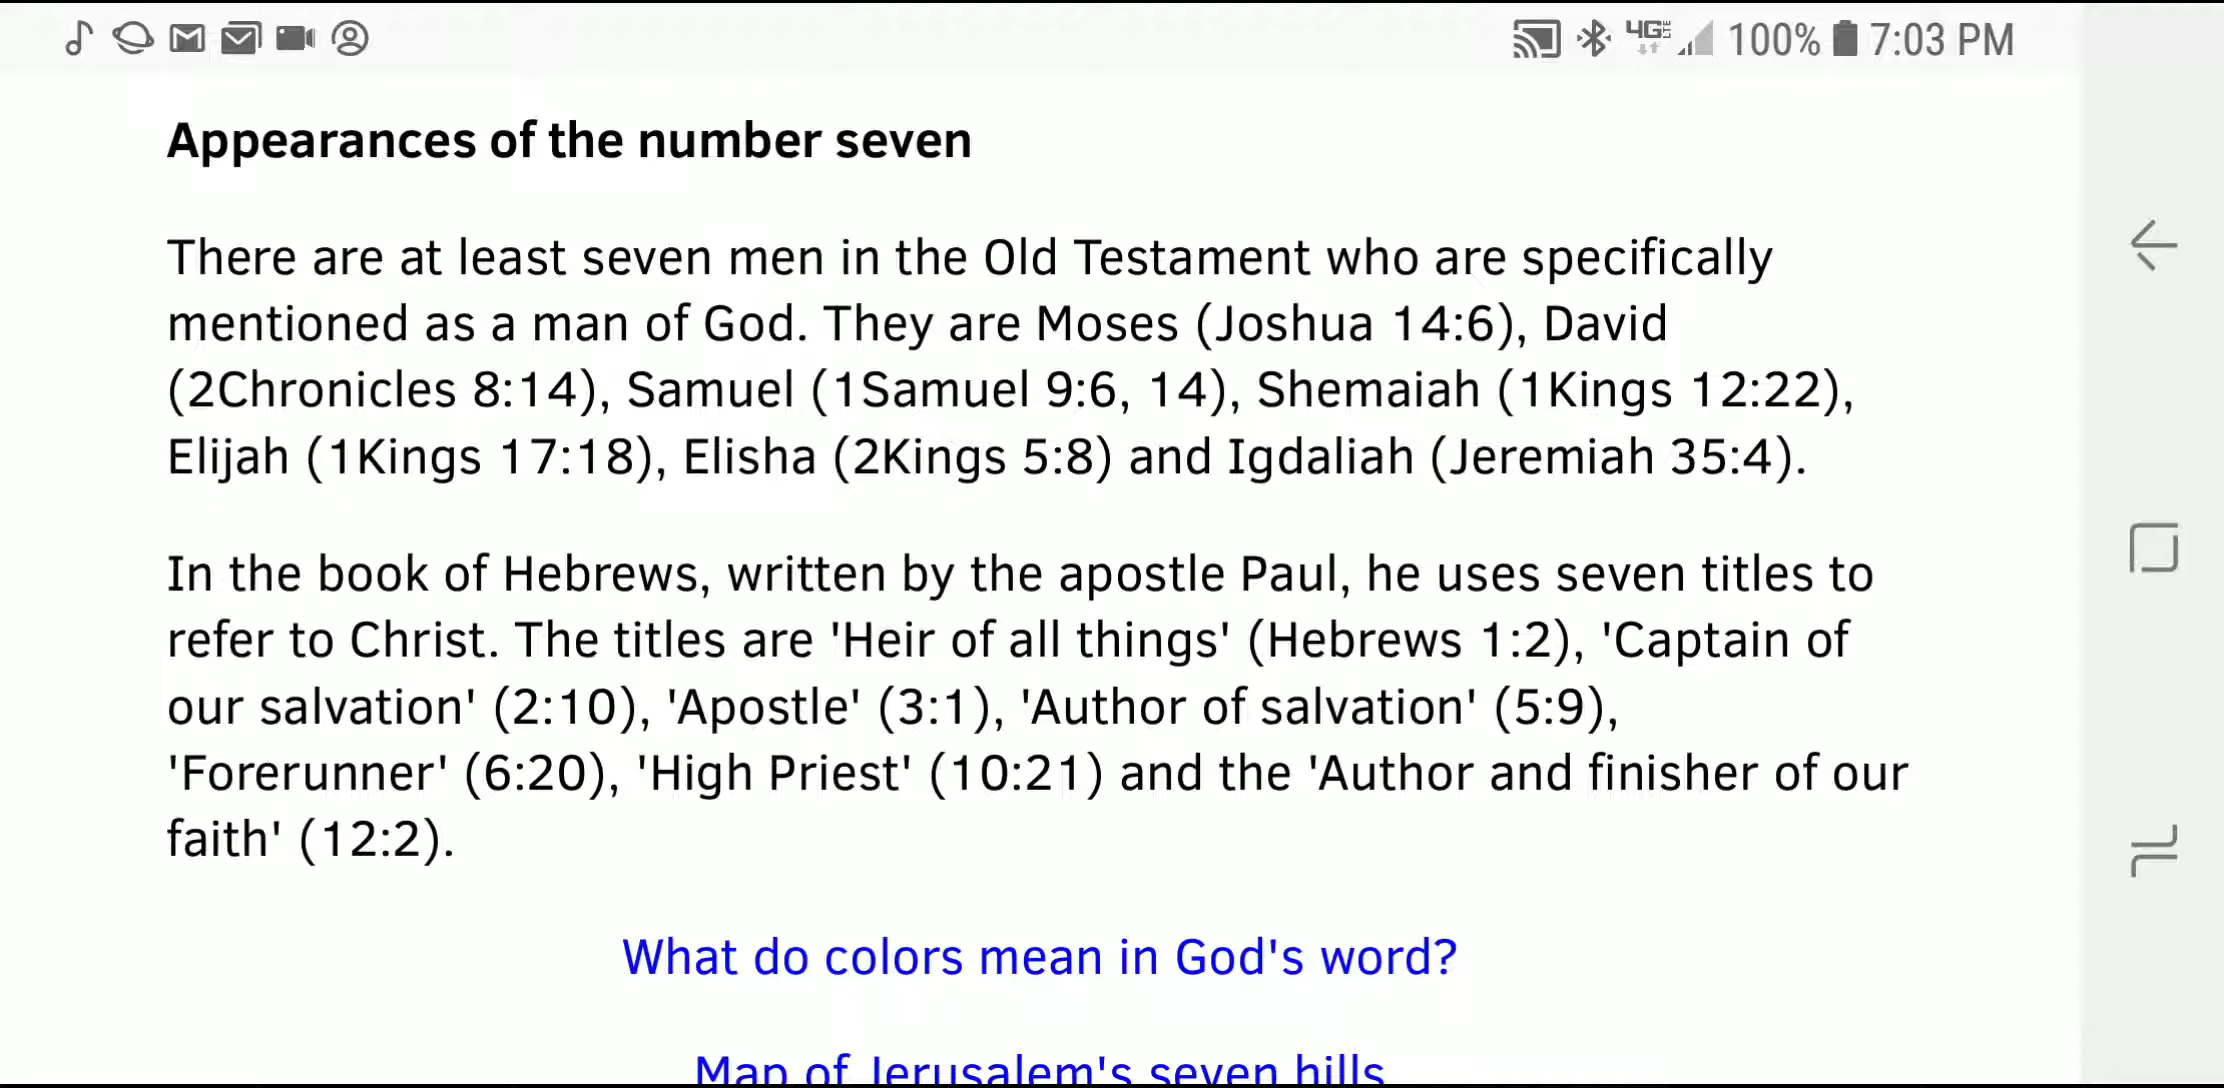 4G LTE 100% 7:03 PM
Appearances of the number seven
There are at least seven men in the Old Testament who are specifically
mentioned as a man of God. They are Moses (Joshua 14:6), David
(2Chronicles 8:14), Samuel (1Samuel 9:6, 14), Shemaiah (1Kings 12:22),
Elijah (1Kings 17:18), Elisha (2Kings 5:8) and Igdaliah (Jeremiah 35:4).
In the book of Hebrews, written by the apostle Paul, he uses seven titles to
refer to Christ. The titles are 'Heir of all things' (Hebrews 1:2), 'Captain of
our salvation' (2:10), 'Apostle' (3:1), 'Author of salvation' (5:9),
'Forerunner' (6:20), 'High Priest' (10:21) and the 'Author and finisher of our
faith' (12:2).
What do colors mean in God's word?
Map of Jerusalem's seven hills